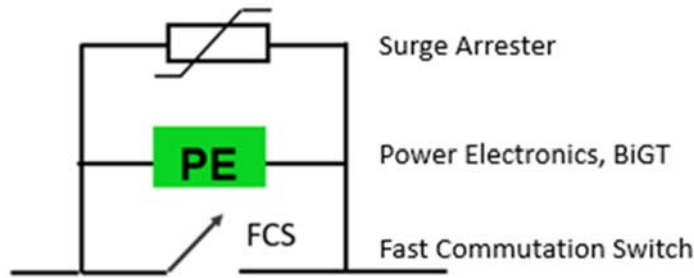 Surge Arrester
PE
Power Electronics, BiGT
FCS
Fast Commutation Switch